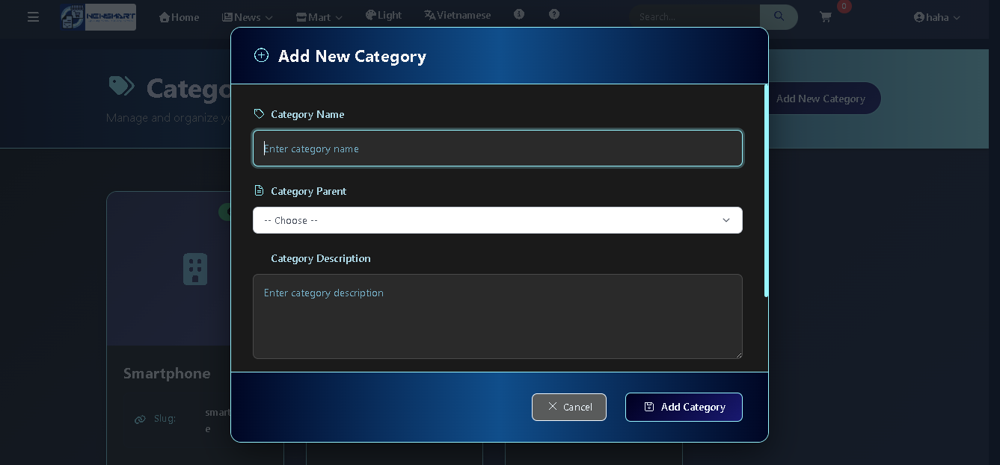 NEWSMART
Home
News
Mart
Light
Vietnamese
Search...
0
haha
Add New Category
Catego
Manage and organize yo
Add New Category
Category Name
Enter category name
Category Parent
-- Choose --
Category Description
Enter category description
Smartphone
Slug:
smart
e
Cancel
Add Category